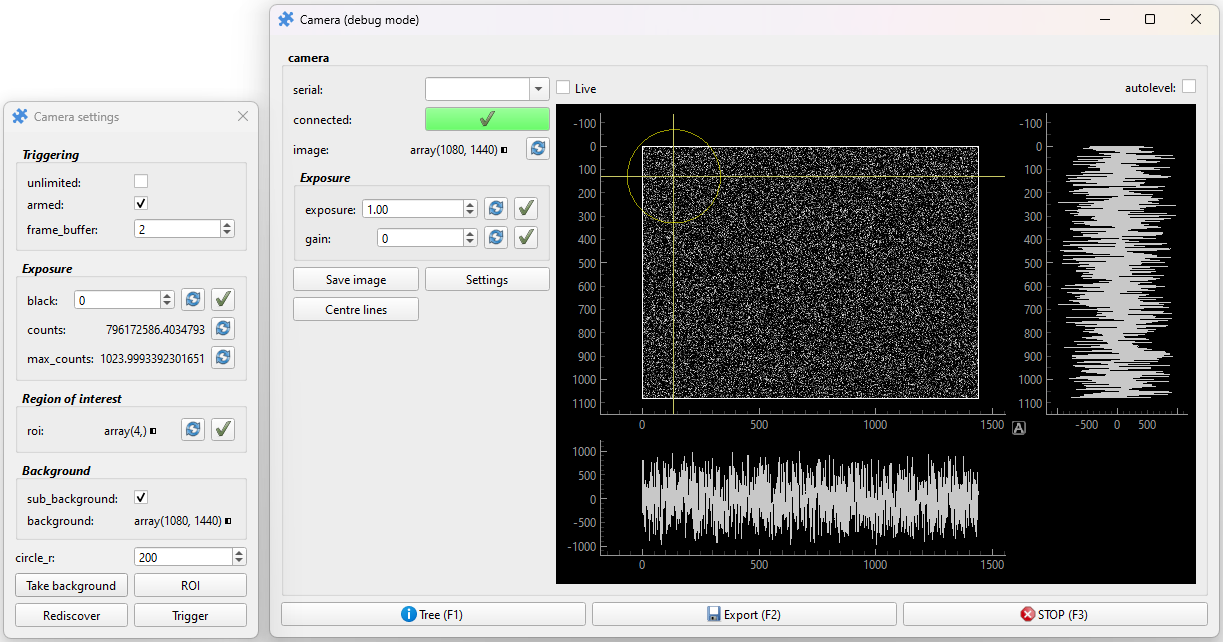 Camera settings
Triggering
unlimited:
armed:
frame_buffer: 2
Exposure
black: 0
counts: 796172586.4034793
max_counts: 1023.9993392301651
Region of interest
roi: array(4,)
Background
sub_background:
background: array(1080, 1440)
circle_r: 200
Take background ROI
Rediscover Trigger
Camera (debug mode)
camera
serial:
connected:
image: array(1080, 1440)
Exposure
exposure: 1.00
gain: 0
Save image Settings
Centre lines
Live autolevel:
-100
0
100
200
300
400
500
600
700
800
900
1000
1100
0 500 1000 1500
A
-100
0
100
200
300
400
500
600
700
800
900
1000
1100
-500 0 500
1000
500
0
-500
-1000
0 500 1000 1500
Tree (F1) Export (F2) STOP (F3)